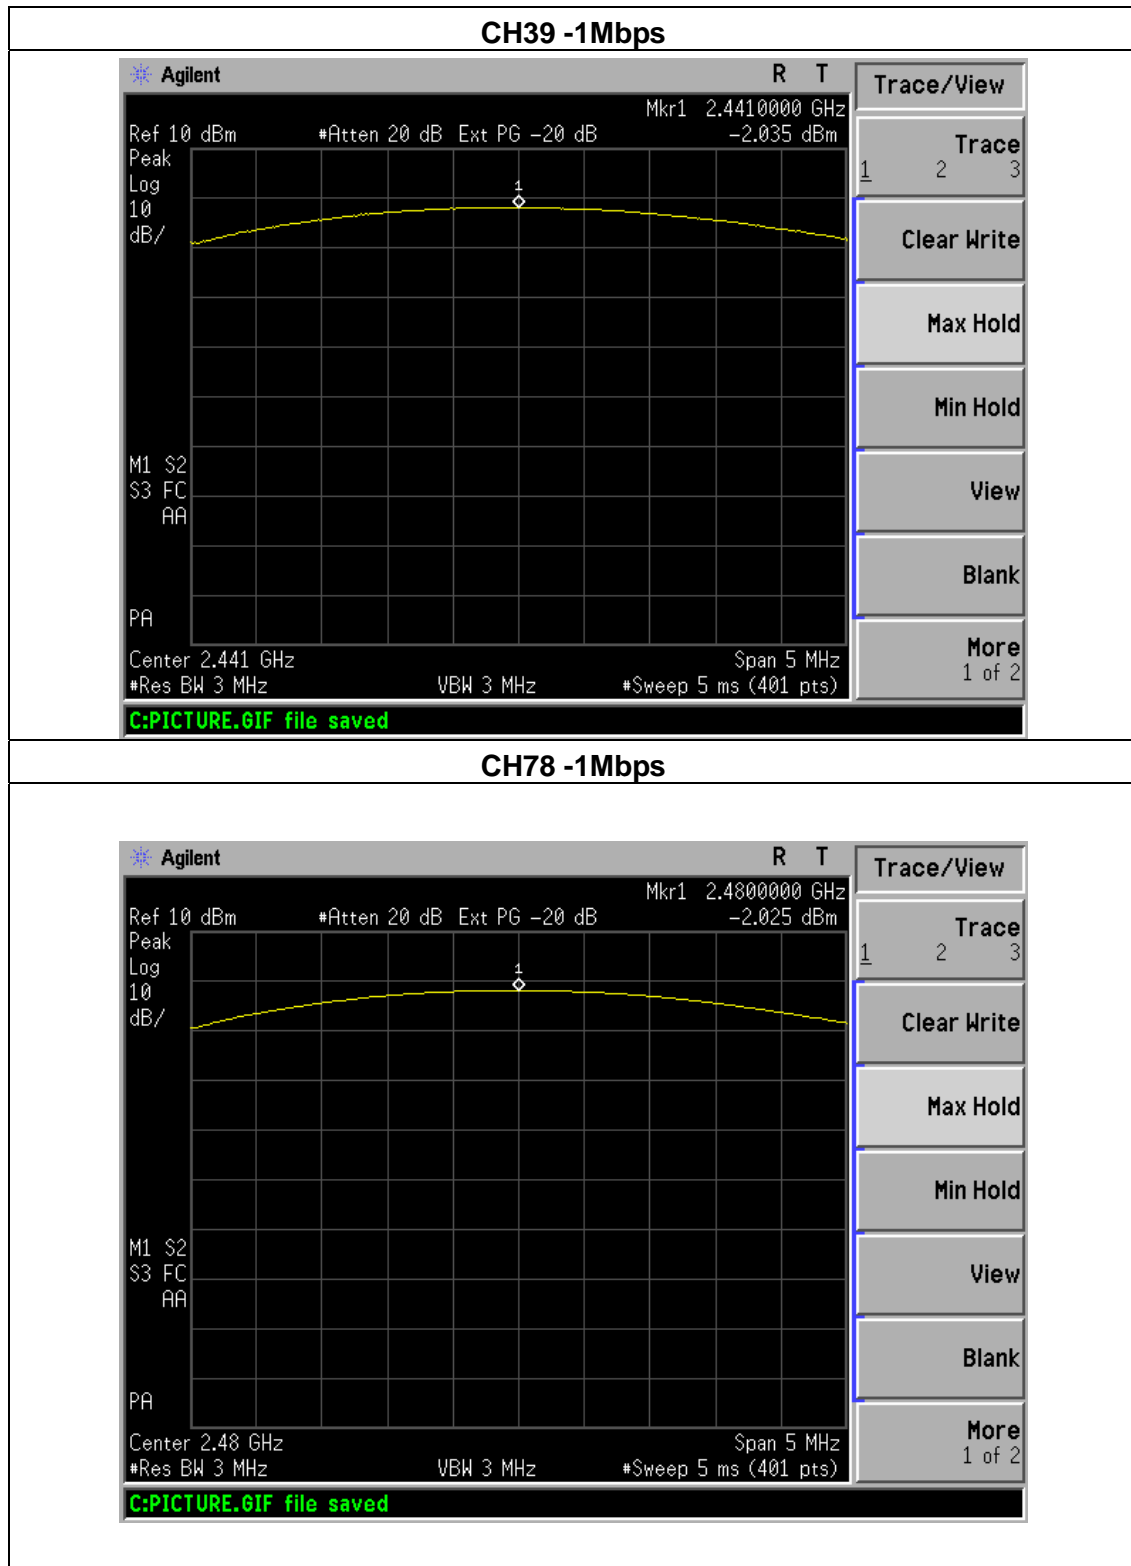 CH39 -1Mbps
Agilent R T
Trace/View
Mkr1 2.4410000 GHz
Ref 10 dBm #Atten 20 dB Ext PG -20 dB -2.035 dBm
Peak
Log
10
dB/
1
Trace
1 2 3
Clear Write
Max Hold
Min Hold
M1 S2
S3 FC
AA
View
Blank
PA
Center 2.441 GHz Span 5 MHz
#Res BW 3 MHz VBW 3 MHz #Sweep 5 ms (401 pts)
More
1 of 2
C:PICTURE.GIF file saved
CH78 -1Mbps
Agilent R T
Trace/View
Mkr1 2.4800000 GHz
Ref 10 dBm #Atten 20 dB Ext PG -20 dB -2.025 dBm
Peak
Log
10
dB/
1
Trace
1 2 3
Clear Write
Max Hold
Min Hold
M1 S2
S3 FC
AA
View
Blank
PA
Center 2.48 GHz Span 5 MHz
#Res BW 3 MHz VBW 3 MHz #Sweep 5 ms (401 pts)
More
1 of 2
C:PICTURE.GIF file saved